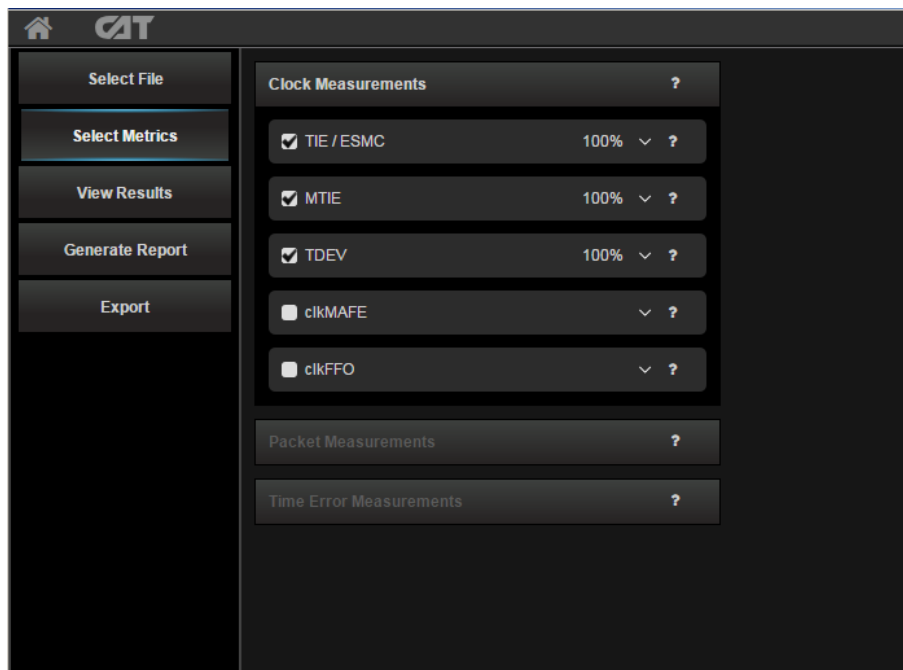 CAT
Select File
Select Metrics
View Results
Generate Report
Export
Clock Measurements ?
TIE / ESMC 100% ?
MTIE 100% ?
TDEV 100% ?
clkMAFE ?
clkFFO ?
Packet Measurements ?
Time Error Measurements ?